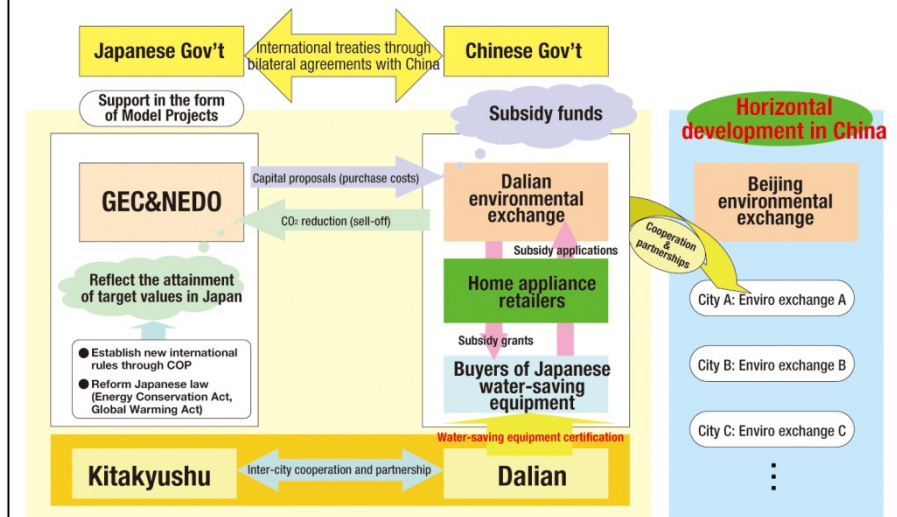 Japanese Gov't
International treaties through
bilateral agreements with China
Chinese Gov't
Support in the form
of Model Projects
Subsidy funds
Horizontal
development in China
GEC&NEDO
Capital proposals (purchase costs)
CO₂ reduction (sell-off)
Dalian
environmental
exchange
Beijing
environmental
exchange
Cooperation
&
partnerships
Subsidy applications
Reflect the attainment
of target values in Japan
Home appliance
retailers
City A: Enviro exchange A
Subsidy grants
● Establish new international
rules through COP
● Reform Japanese law
(Energy Conservation Act,
Global Warming Act)
Buyers of Japanese
water-saving
equipment
City B: Enviro exchange B
City C: Enviro exchange C
Water-saving equipment certification
Kitakyushu
Inter-city cooperation and partnership
Dalian
⋮